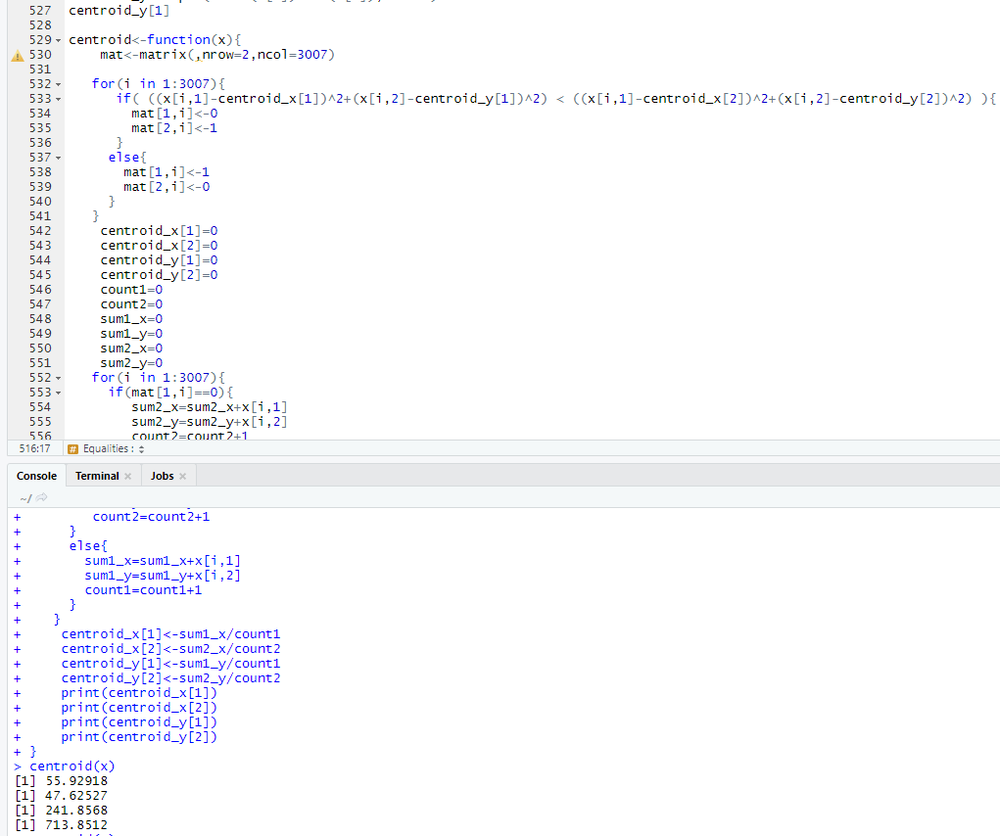 527 centroid_y[1]
528
529 centroid<-function(x){
530 mat<-matrix(,nrow=2,ncol=3007)
531
532 for(i in 1:3007){
533 if( ((x[i,1]-centroid_x[1])^2+(x[i,2]-centroid_y[1])^2) < ((x[i,1]-centroid_x[2])^2+(x[i,2]-centroid_y[2])^2) ){
534 mat[1,i]<-0
535 mat[2,i]<-1
536 }
537 else{
538 mat[1,i]<-1
539 mat[2,i]<-0
540 }
541 }
542 centroid_x[1]=0
543 centroid_x[2]=0
544 centroid_y[1]=0
545 centroid_y[2]=0
546 count1=0
547 count2=0
548 sum1_x=0
549 sum1_y=0
550 sum2_x=0
551 sum2_y=0
552 for(i in 1:3007){
553 if(mat[1,i]==0){
554 sum2_x=sum2_x+x[i,1]
555 sum2_y=sum2_y+x[i,2]
556 count2=count2+1
516:17 # Equalities :
Console Terminal × Jobs ×
~/
+ count2=count2+1
+ }
+ else{
+ sum1_x=sum1_x+x[i,1]
+ sum1_y=sum1_y+x[i,2]
+ count1=count1+1
+ }
+ }
+ centroid_x[1]<-sum1_x/count1
+ centroid_x[2]<-sum2_x/count2
+ centroid_y[1]<-sum1_y/count1
+ centroid_y[2]<-sum2_y/count2
+ print(centroid_x[1])
+ print(centroid_x[2])
+ print(centroid_y[1])
+ print(centroid_y[2])
+ }
> centroid(x)
[1] 55.92918
[1] 47.62527
[1] 241.8568
[1] 713.8512